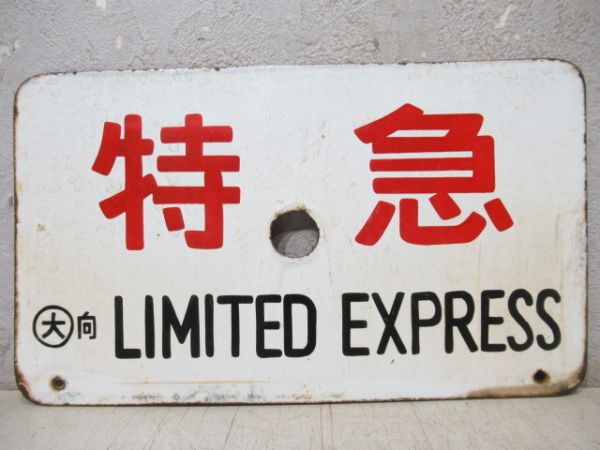 特急
㊅向 LIMITED EXPRESS